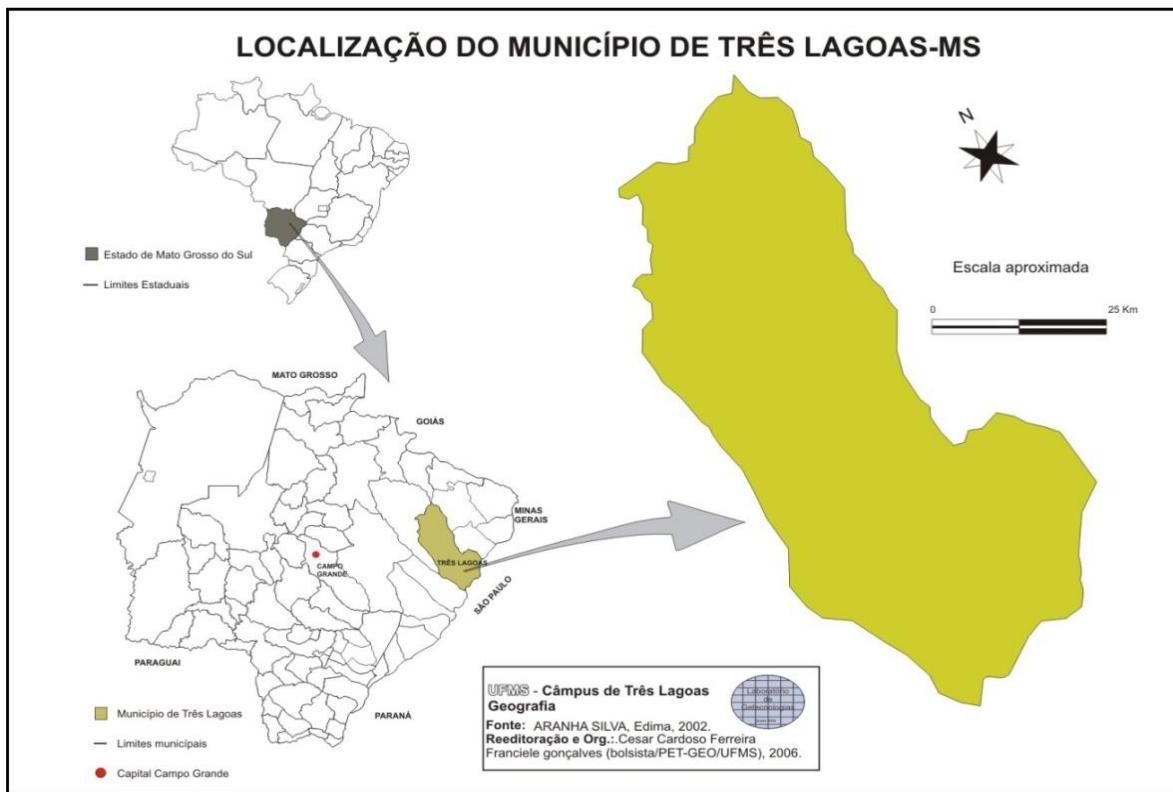 LOCALIZAÇÃO DO MUNICÍPIO DE TRÊS LAGOAS-MS
Estado de Mato Grosso do Sul
Limites Estaduais
N
Escala aproximada
0
25 Km
MATO GROSSO
GOIÁS
MINAS
GERAIS
TRÊS LAGOAS
CAMPO
GRANDE
SÃO PAULO
PARAGUAI
PARANÁ
Município de Três Lagoas
Limites municipais
Capital Campo Grande
UFMS - Câmpus de Três Lagoas
Geografia
Fonte: ARANHA SILVA, Edima, 2002.
Reeditoração e Org.:.Cesar Cardoso Ferreira
Franciele gonçalves (bolsista/PET-GEO/UFMS), 2006.
Laboratório
de